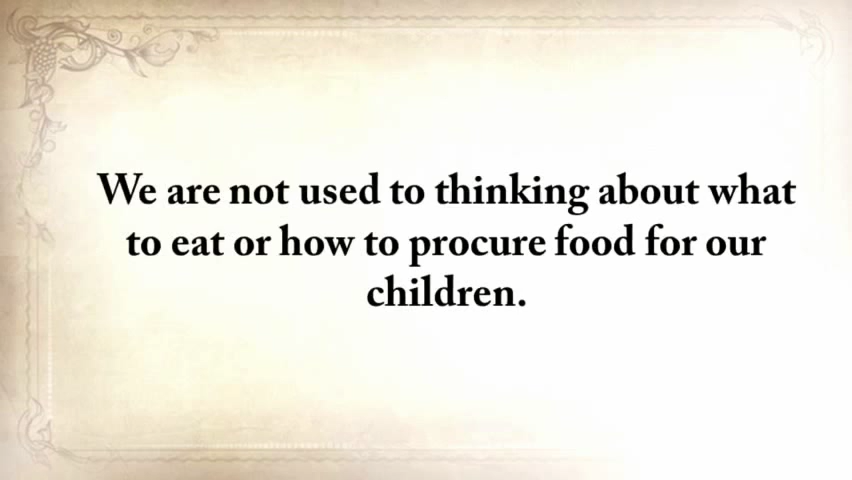 We are not used to thinking about what
to eat or how to procure food for our
children.